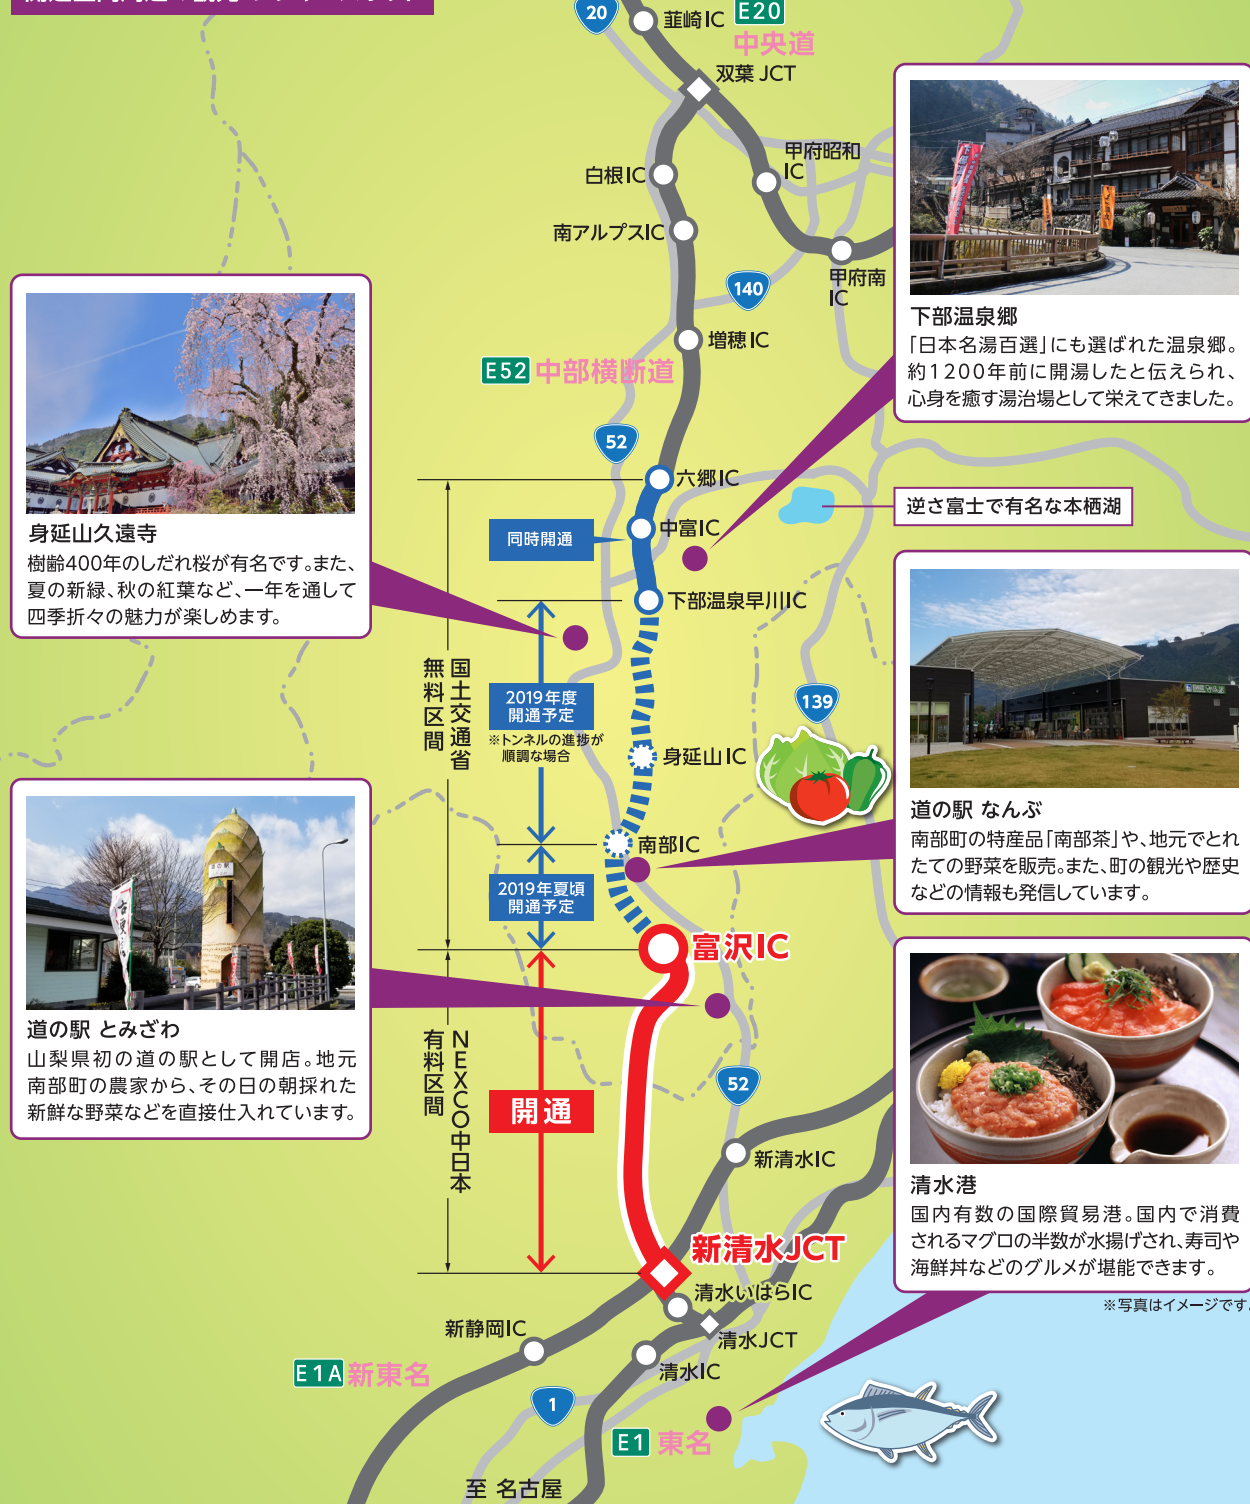 20
韮崎IC
E20
中央道
双葉 JCT
甲府昭和
IC
白根IC
南アルプスIC
甲府南
IC
140
増穂IC
E52 中部横断道
52
六郷IC
同時開通
中富IC
下部温泉早川IC
下部温泉郷
「日本名湯百選」にも選ばれた温泉郷。
約1200年前に開湯したと伝えられ、
心身を癒す湯治場として栄えてきました。
逆さ富士で有名な本栖湖
身延山久遠寺
樹齢400年のしだれ桜が有名です。また、
夏の新緑、秋の紅葉など、一年を通して
四季折々の魅力が楽しめます。
国土交通省
無料区間
2019年度
開通予定
※トンネルの進捗が
順調な場合
139
身延山IC
南部IC
2019年夏頃
開通予定
道の駅 なんぶ
南部町の特産品「南部茶」や、地元でとれ
たての野菜を販売。また、町の観光や歴史
などの情報も発信しています。
富沢IC
道の駅
道の駅 とみざわ
山梨県初の道の駅として開店。地元
南部町の農家から、その日の朝採れた
新鮮な野菜などを直接仕入れています。
NEXCO中日本
有料区間
開通
52
新清水IC
新清水JCT
清水いはらIC
清水JCT
新静岡IC
清水IC
E1A 新東名
1
E1 東名
至 名古屋
清水港
国内有数の国際貿易港。国内で消費
されるマグロの半数が水揚げされ、寿司や
海鮮丼などのグルメが堪能できます。
※写真はイメージです。